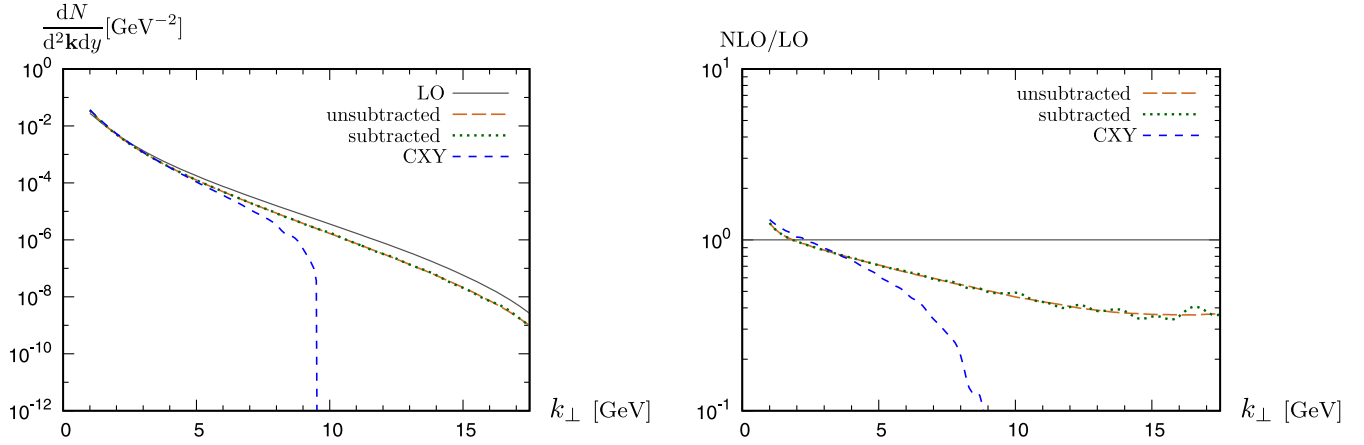 dN
d²kdy [GeV⁻²]
LO
unsubtracted
subtracted
CXY
10⁰
10⁻²
10⁻⁴
10⁻⁶
10⁻⁸
10⁻¹⁰
10⁻¹²
0 5 10 15
k⊥ [GeV]
NLO/LO
unsubtracted
subtracted
CXY
10¹
10⁰
10⁻¹
0 5 10 15
k⊥ [GeV]